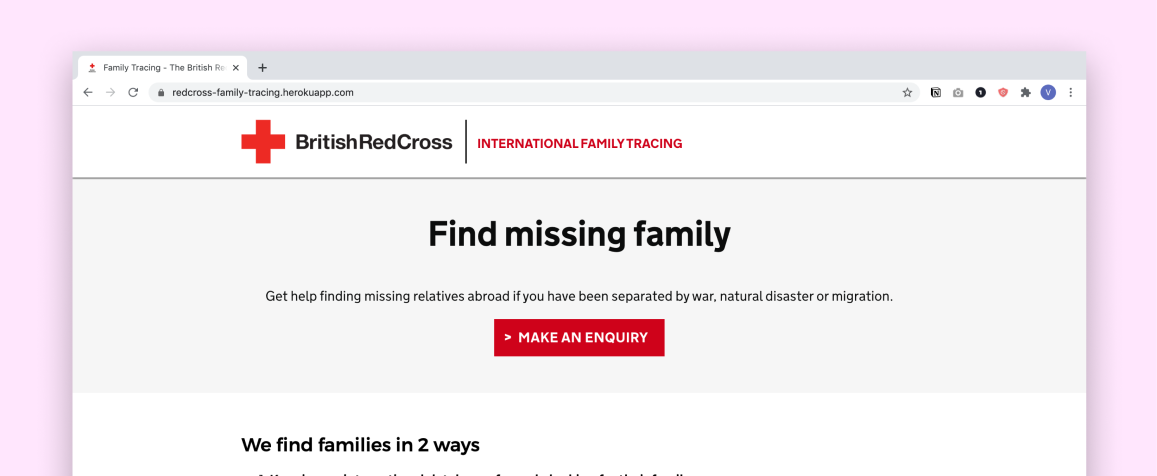 Family Tracing - The British Re
redcross-family-tracing.herokuapp.com
V
BritishRedCross
INTERNATIONAL FAMILY TRACING
Find missing family
Get help finding missing relatives abroad if you have been separated by war, natural disaster or migration.
> MAKE AN ENQUIRY
We find families in 2 ways